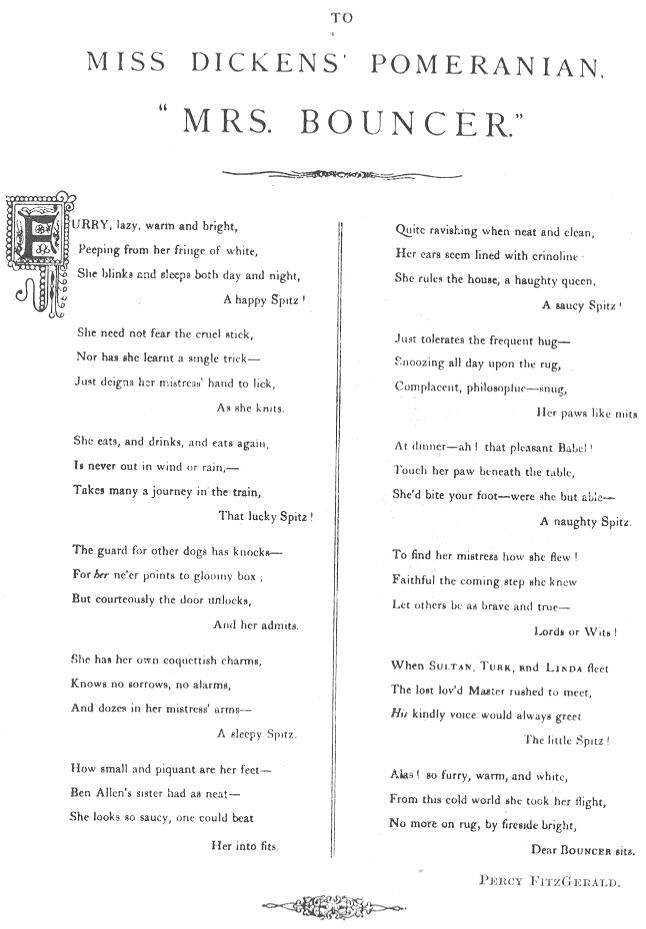 TO
MISS DICKENS' POMERANIAN,
"MRS. BOUNCER."
FURRY, lazy, warm and bright,
Peeping from her fringe of white,
She blinks and sleeps both day and night,
A happy Spitz!
She need not fear the cruel stick,
Nor has she learnt a single trick—
Just deigns her mistress' hand to lick,
As she knits.
She eats, and drinks, and eats again,
Is never out in wind or rain,—
Takes many a journey in the train,
That lucky Spitz!
The guard for other dogs has knocks—
For her ne'er points to gloomy box;
But courteously the door unlocks,
And her admits.
She has her own coquettish charms,
Knows no sorrows, no alarms,
And dozes in her mistress' arms—
A sleepy Spitz.
How small and piquant are her feet—
Ben Allen's sister had as neat—
She looks so saucy, one could beat
Her into fits.
Quite ravishing when neat and clean,
Her ears seem lined with crinoline
She rules the house, a haughty queen,
A saucy Spitz!
Just tolerates the frequent hug—
Snoozing all day upon the rug,
Complacent, philosophic—snug,
Her paws like mits
At dinner—ah! that pleasant Babel!
Touch her paw beneath the table,
She'd bite your foot—were she but able—
A naughty Spitz.
To find her mistress how she flew!
Faithful the coming step she knew
Let others be as brave and true—
Lords or Wits!
When SULTAN, TURK, and LINDA fleet
The lost lov'd Master rushed to meet,
His kindly voice would always greet
The little Spitz!
Alas! so furry, warm, and white,
From this cold world she took her flight,
No more on rug, by fireside bright,
Dear BOUNCER sits.
PERCY FITZGERALD.